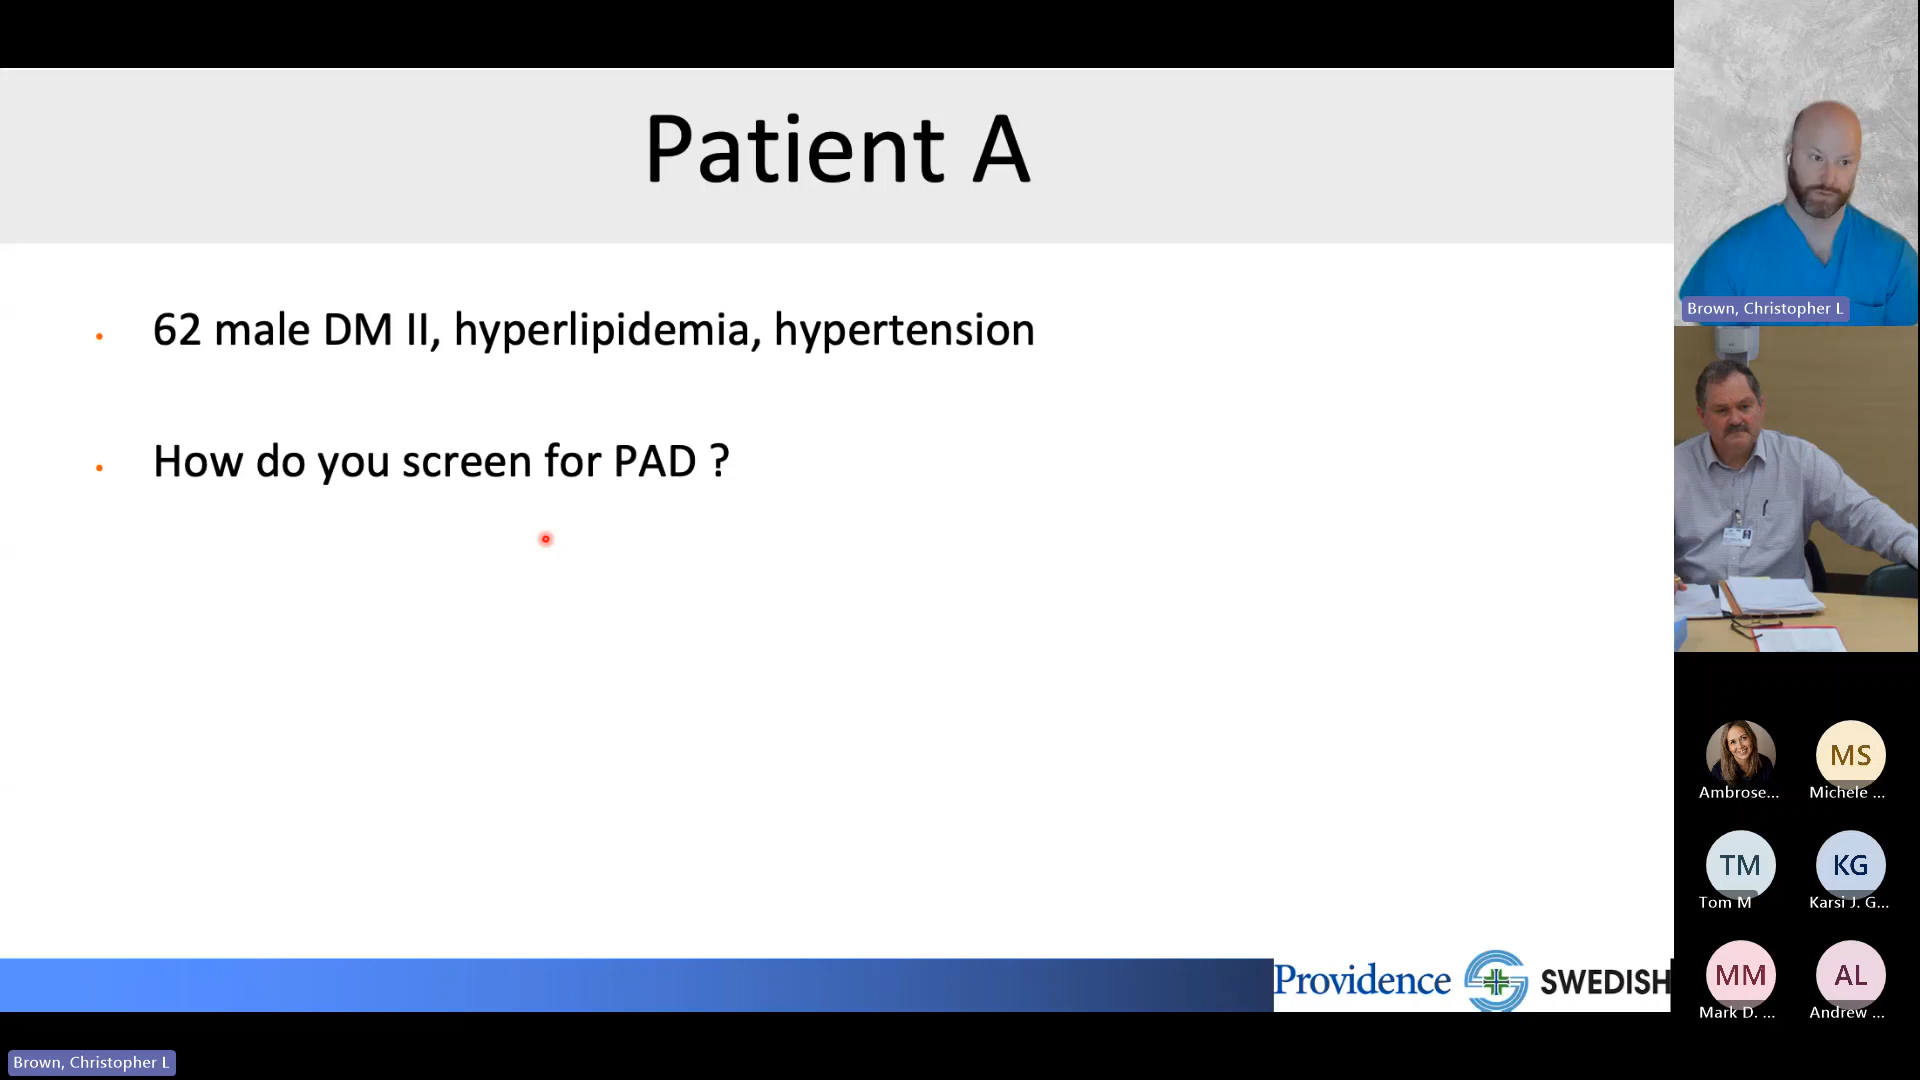 Patient A
62 male DM II, hyperlipidemia, hypertension
How do you screen for PAD ?
Providence
SWEDISH
Brown, Christopher L
Ambrose...
MS
Michele ...
TM
Tom M
KG
Karsi J. G...
MM
Mark D. ...
AL
Andrew ...
Brown, Christopher L